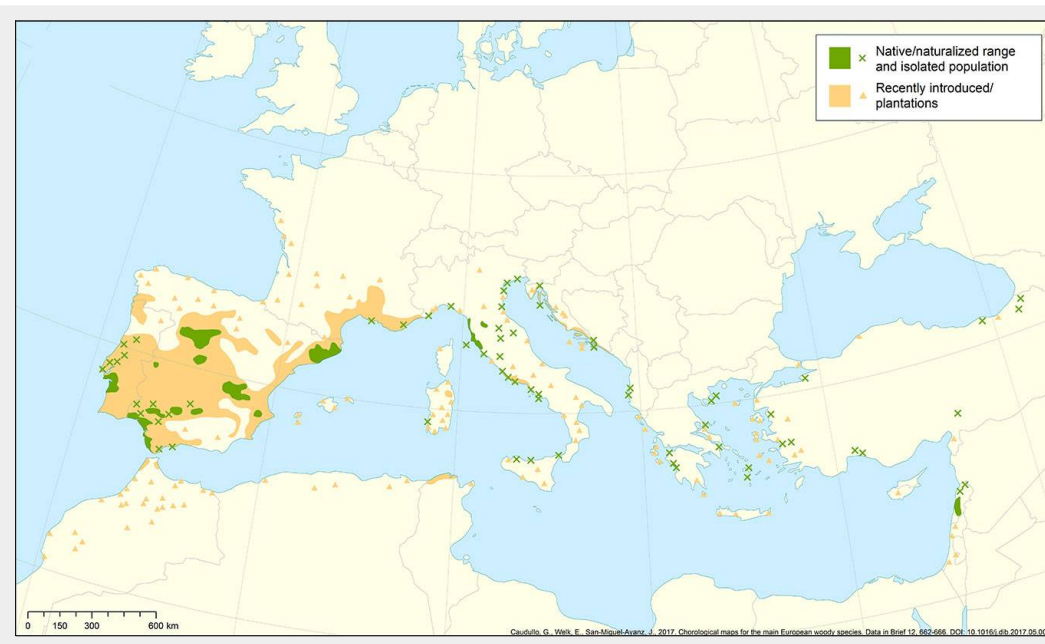 Native/naturalized range
and isolated population
Recently introduced/
plantations
0 150 300 600 km
Caudullo, G., Welk, E., San-Miguel-Ayanz, J., 2017. Chorological maps for the main European woody species. Data in Brief 12, 662-666. DOI: 10.1016/j.dib.2017.05.00